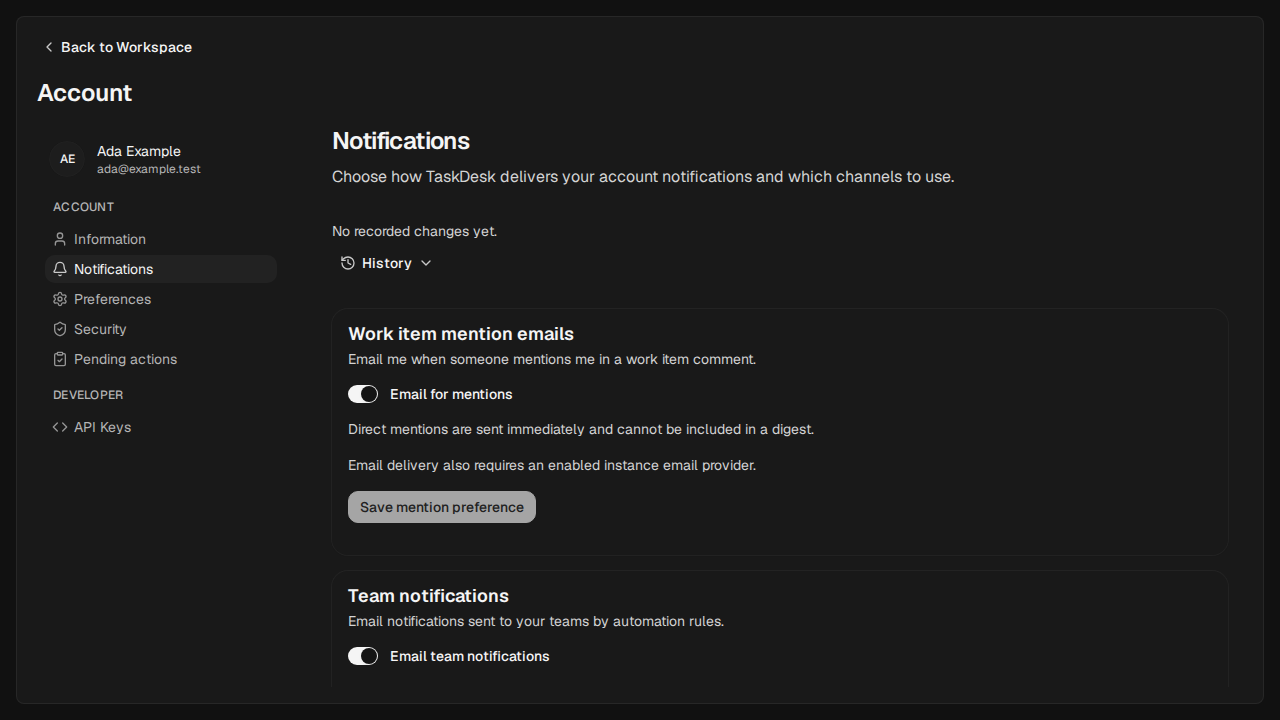 Back to Workspace
Account
AE
Ada Example
ada@example.test
ACCOUNT
Information
Notifications
Preferences
Security
Pending actions
DEVELOPER
API Keys
Notifications
Choose how TaskDesk delivers your account notifications and which channels to use.
No recorded changes yet.
History
Work item mention emails
Email me when someone mentions me in a work item comment.
Email for mentions
Direct mentions are sent immediately and cannot be included in a digest.
Email delivery also requires an enabled instance email provider.
Save mention preference
Team notifications
Email notifications sent to your teams by automation rules.
Email team notifications